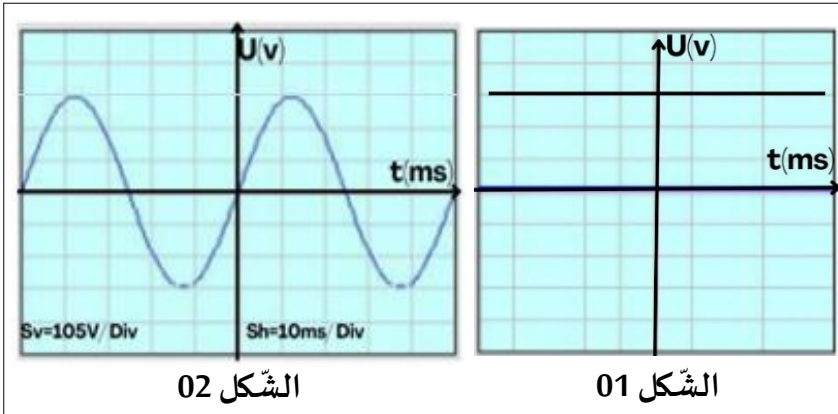 U(v)
t(ms)
الشّكل 01
U(v)
t(ms)
Sv=105V/Div
Sh=10ms/Div
الشّكل 02